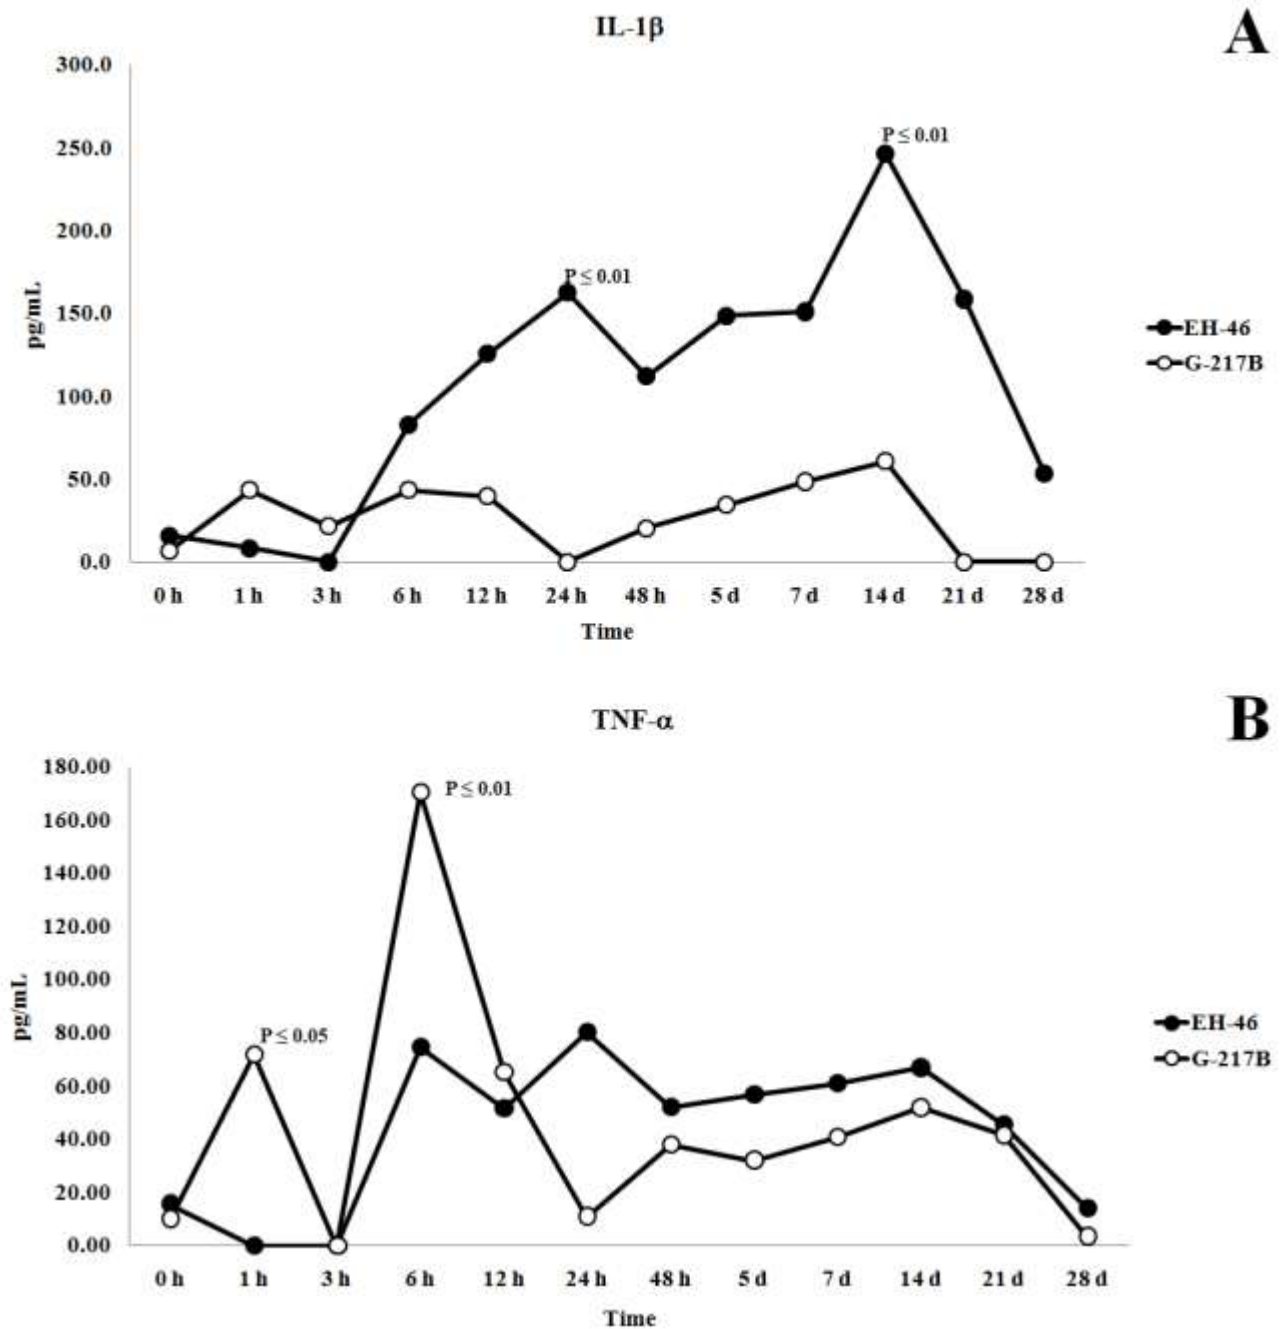 IL-1β
A
300.0
250.0
200.0
150.0
100.0
50.0
0.0
pg/mL
P ≤ 0.01
P ≤ 0.01
EH-46
G-217B
0 h 1 h 3 h 6 h 12 h 24 h 48 h 5 d 7 d 14 d 21 d 28 d
Time
TNF-α
B
180.00
160.00
140.00
120.00
100.00
80.00
60.00
40.00
20.00
0.00
pg/mL
P ≤ 0.01
P ≤ 0.05
EH-46
G-217B
0 h 1 h 3 h 6 h 12 h 24 h 48 h 5 d 7 d 14 d 21 d 28 d
Time